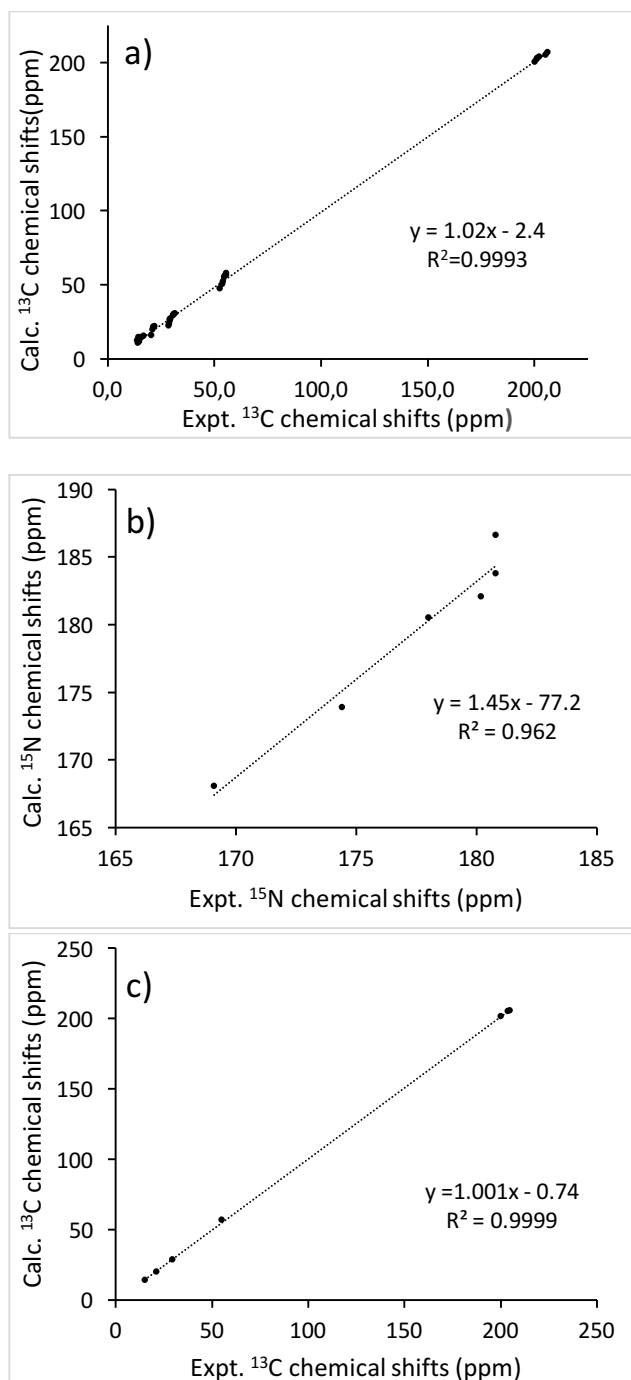 a)
Calc. ¹³C chemical shifts(ppm)
200
150
100
50
0
y = 1.02x - 2.4
R²=0.9993
0,0 50,0 100,0 150,0 200,0
Expt. ¹³C chemical shifts (ppm)
b)
Calc. ¹⁵N chemical shifts (ppm)
190
185
180
175
170
165
y = 1.45x - 77.2
R² = 0.962
165 170 175 180 185
Expt. ¹⁵N chemical shifts (ppm)
c)
Calc. ¹³C chemical shifts (ppm)
250
200
150
100
50
0
y =1.001x - 0.74
R² = 0.9999
0 50 100 150 200 250
Expt. ¹³C chemical shifts (ppm)